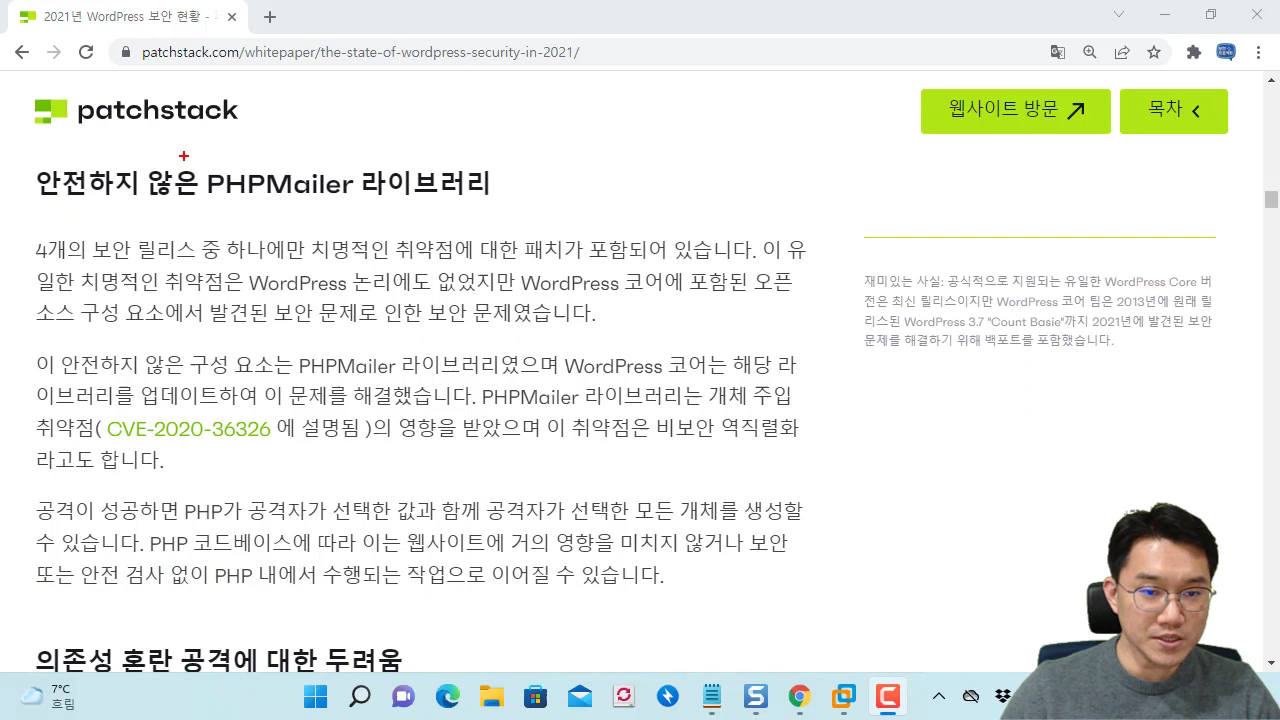 2021년 WordPress 보안 현황 -
patchstack.com/whitepaper/the-state-of-wordpress-security-in-2021/
patchstack
웹사이트 방문
목차
안전하지 않은 PHPMailer 라이브러리
4개의 보안 릴리스 중 하나에만 치명적인 취약점에 대한 패치가 포함되어 있습니다. 이 유
일한 치명적인 취약점은 WordPress 논리에도 없었지만 WordPress 코어에 포함된 오픈
소스 구성 요소에서 발견된 보안 문제로 인한 보안 문제였습니다.
이 안전하지 않은 구성 요소는 PHPMailer 라이브러리였으며 WordPress 코어는 해당 라
이브러리를 업데이트하여 이 문제를 해결했습니다. PHPMailer 라이브러리는 개체 주입
취약점( CVE-2020-36326 에 설명됨 )의 영향을 받았으며 이 취약점은 비보안 역직렬화
라고도 합니다.
공격이 성공하면 PHP가 공격자가 선택한 값과 함께 공격자가 선택한 모든 개체를 생성할
수 있습니다. PHP 코드베이스에 따라 이는 웹사이트에 거의 영향을 미치지 않거나 보안
또는 안전 검사 없이 PHP 내에서 수행되는 작업으로 이어질 수 있습니다.
의존성 혼란 공격에 대한 두려움
재미있는 사실: 공식적으로 지원되는 유일한 WordPress Core 버
전은 최신 릴리스이지만 WordPress 코어 팀은 2013년에 원래 릴
리스된 WordPress 3.7 "Count Basie"까지 2021년에 발견된 보안
문제를 해결하기 위해 백포트를 포함했습니다.
7°C
흐림